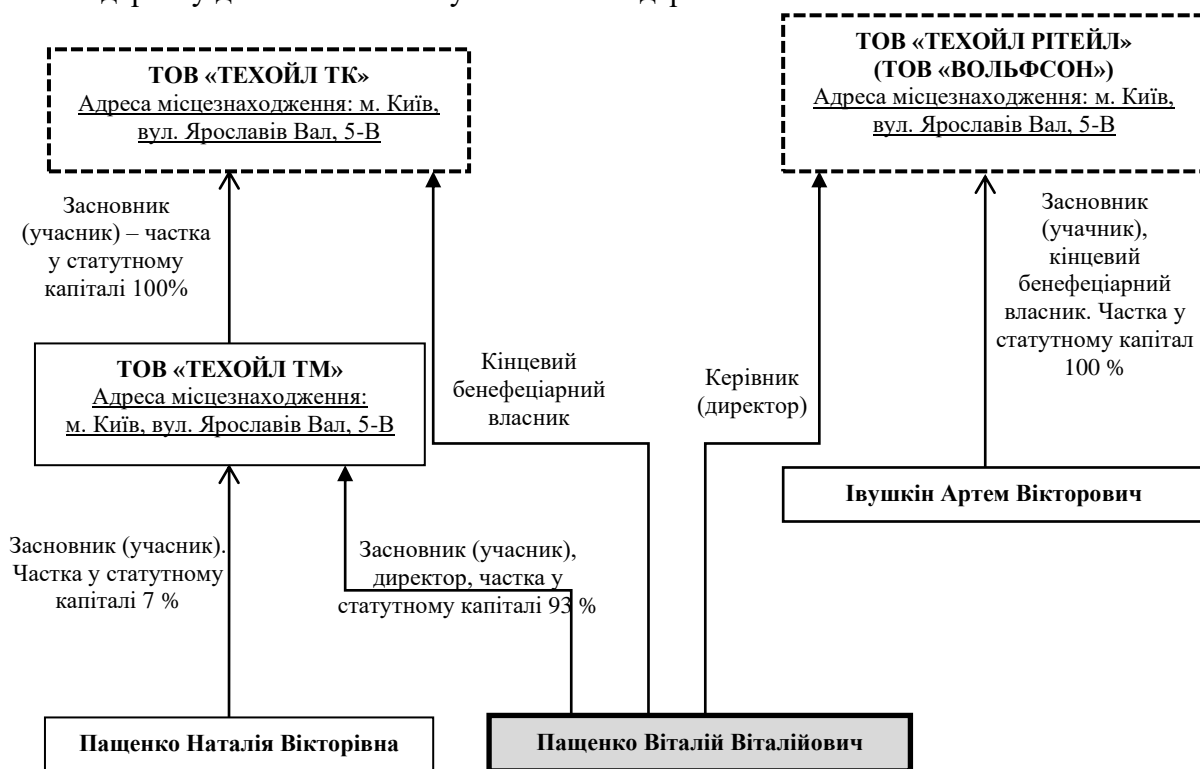 ТОВ «ТЕХОЙЛ ТК»
Адреса місцезнаходження: м. Київ,
вул. Ярославів Вал, 5-В
ТОВ «ТЕХОЙЛ РІТЕЙЛ»
(ТОВ «ВОЛЬФСОН»)
Адреса місцезнаходження: м. Київ,
вул. Ярославів Вал, 5-В
Засновник
(учасник) – частка
у статутному
капіталі 100%
Засновник
(учачник),
кінцевий
бенефеціарний
власник. Частка у
статутному капітал
100 %
ТОВ «ТЕХОЙЛ ТМ»
Адреса місцезнаходження:
м. Київ, вул. Ярославів Вал, 5-В
Кінцевий
бенефеціарний
власник
Керівник
(директор)
Івушкін Артем Вікторович
Засновник (учасник).
Частка у статутному
капіталі 7 %
Засновник (учасник),
директор, частка у
статутному капіталі 93 %
Пащенко Наталія Вікторівна
Пащенко Віталій Віталійович